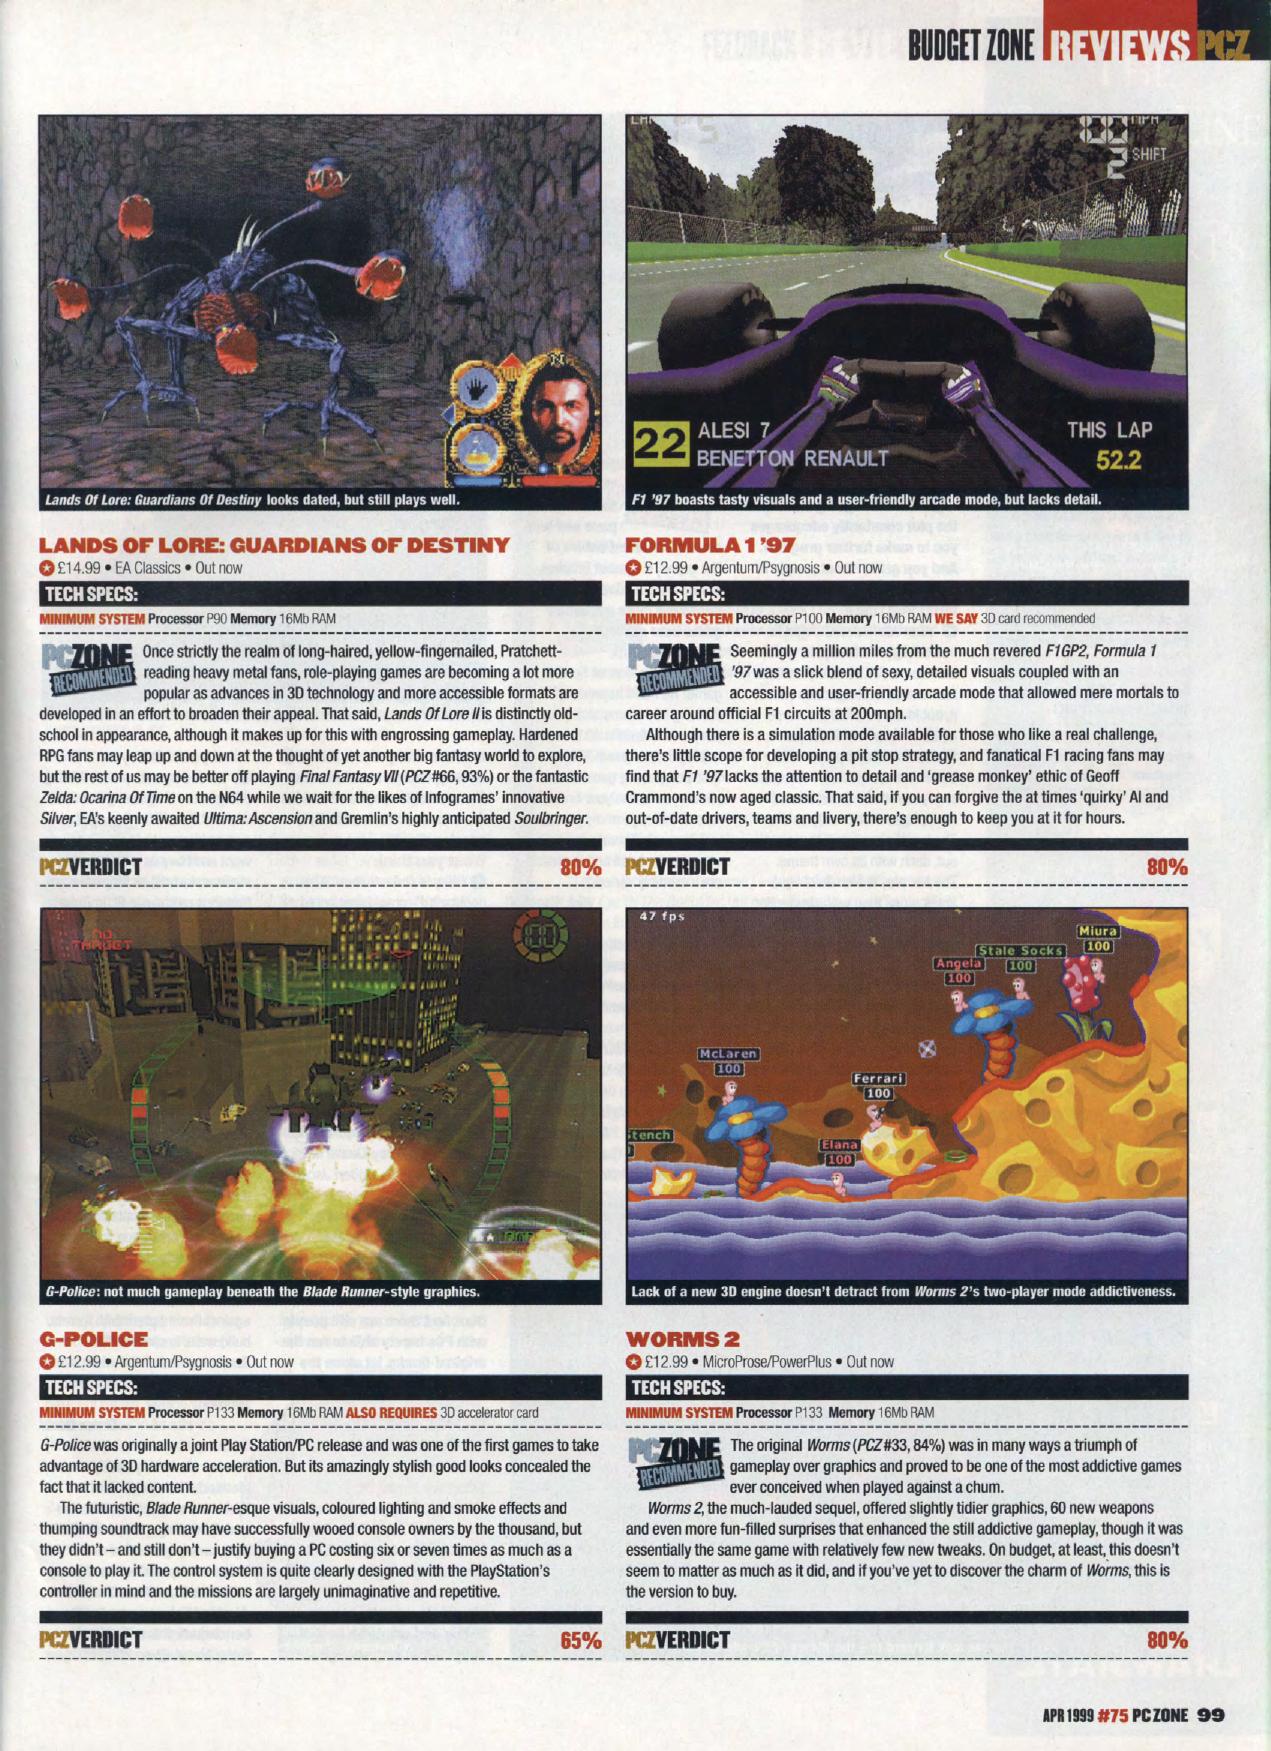 BUDGET ZONE REVIEWS PCZ
LAP
MPH
2 SHIFT
22 ALESI 7
BENETTON RENAULT
THIS LAP
52.2
N
Lands Of Lore: Guardians Of Destiny looks dated, but still plays well.
F1 '97 boasts tasty visuals and a user-friendly arcade mode, but lacks detail.
LANDS OF LORE: GUARDIANS OF DESTINY
£14.99 • EA Classics • Out now
TECH SPECS:
MINIMUM SYSTEM Processor P90 Memory 16Mb RAM
PCZONE
RECOMMENDED
Once strictly the realm of long-haired, yellow-fingernailed, Pratchett-
reading heavy metal fans, role-playing games are becoming a lot more
popular as advances in 3D technology and more accessible formats are
developed in an effort to broaden their appeal. That said, Lands Of Lore II is distinctly old-
school in appearance, although it makes up for this with engrossing gameplay. Hardened
RPG fans may leap up and down at the thought of yet another big fantasy world to explore,
but the rest of us may be better off playing Final Fantasy VII (PCZ #66, 93%) or the fantastic
Zelda: Ocarina Of Time on the N64 while we wait for the likes of Infogrames' innovative
Silver, EA's keenly awaited Ultima: Ascension and Gremlin's highly anticipated Soulbringer.
PCZVERDICT 80%
FORMULA 1 '97
£12.99 • Argentum/Psygnosis • Out now
TECH SPECS:
MINIMUM SYSTEM Processor P100 Memory 16Mb RAM WE SAY 3D card recommended
PCZONE
RECOMMENDED
Seemingly a million miles from the much revered F1GP2, Formula 1
'97 was a slick blend of sexy, detailed visuals coupled with an
accessible and user-friendly arcade mode that allowed mere mortals to
career around official F1 circuits at 200mph.
Although there is a simulation mode available for those who like a real challenge,
there's little scope for developing a pit stop strategy, and fanatical F1 racing fans may
find that F1 '97 lacks the attention to detail and 'grease monkey' ethic of Geoff
Crammond's now aged classic. That said, if you can forgive the at times 'quirky' AI and
out-of-date drivers, teams and livery, there's enough to keep you at it for hours.
PCZVERDICT 80%
NO
TARGET
G-Police: not much gameplay beneath the Blade Runner-style graphics.
47 fps
Miura
100
Stale Socks
100
Angela
100
McLaren
100
Ferrari
100
Elana
100
tench
Lack of a new 3D engine doesn't detract from Worms 2's two-player mode addictiveness.
G-POLICE
£12.99 • Argentum/Psygnosis • Out now
TECH SPECS:
MINIMUM SYSTEM Processor P133 Memory 16Mb RAM ALSO REQUIRES 3D accelerator card
G-Police was originally a joint Play Station/PC release and was one of the first games to take
advantage of 3D hardware acceleration. But its amazingly stylish good looks concealed the
fact that it lacked content.
The futuristic, Blade Runner-esque visuals, coloured lighting and smoke effects and
thumping soundtrack may have successfully wooed console owners by the thousand, but
they didn't – and still don't – justify buying a PC costing six or seven times as much as a
console to play it. The control system is quite clearly designed with the PlayStation's
controller in mind and the missions are largely unimaginative and repetitive.
PCZVERDICT 65%
WORMS 2
£12.99 • MicroProse/PowerPlus • Out now
TECH SPECS:
MINIMUM SYSTEM Processor P133 Memory 16Mb RAM
PCZONE
RECOMMENDED
The original Worms (PCZ #33, 84%) was in many ways a triumph of
gameplay over graphics and proved to be one of the most addictive games
ever conceived when played against a chum.
Worms 2, the much-lauded sequel, offered slightly tidier graphics, 60 new weapons
and even more fun-filled surprises that enhanced the still addictive gameplay, though it was
essentially the same game with relatively few new tweaks. On budget, at least, this doesn't
seem to matter as much as it did, and if you've yet to discover the charm of Worms, this is
the version to buy.
PCZVERDICT 80%
APR 1999 #75 PC ZONE 99